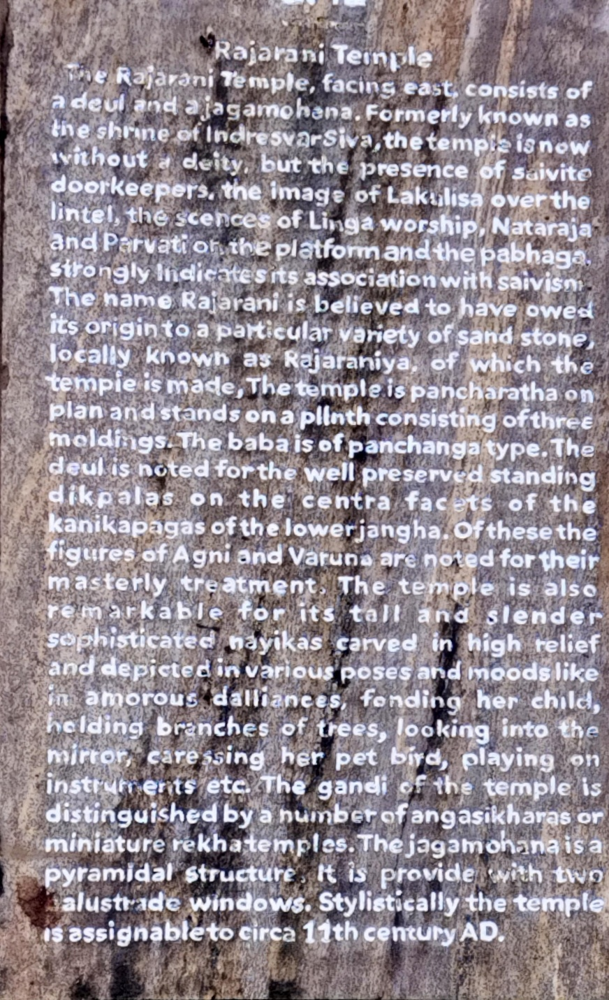 Rajarani Temple
The Rajarani Temple, facing east, consists of
a deul and a jagamohana. Formerly known as
the shrine of Indresvar Siva, the temple is now
without a deity, but the presence of saivite
doorkeepers, the image of Lakulisa over the
lintel, the scences of Linga worship, Nataraja
and Parvati on the platform and the pabhaga,
strongly Indicates its association with saivism.
The name Rajarani is believed to have owed
its origin to a particular variety of sand stone,
locally known as Rajaraniya, of which the
temple is made, The temple is pancharatha on
plan and stands on a plinth consisting of three
moldings. The baba is of panchanga type. The
deul is noted for the well preserved standing
dikpalas on the centra facets of the
kanikapagas of the lower jangha. Of these the
figures of Agni and Varuna are noted for their
masterly treatment. The temple is also
remarkable for its tall and slender
sophisticated nayikas carved in high relief
and depicted in various poses and moods like
in amorous dalliances, fonding her child,
holding branches of trees, looking into the
mirror, caressing her pet bird, playing on
instruments etc. The gandi of the temple is
distinguished by a number of angasikharas or
miniature rekha temples. The jagamohana is a
pyramidal structure. It is provide with two
balustrade windows. Stylistically the temple
is assignable to circa 11th century AD.